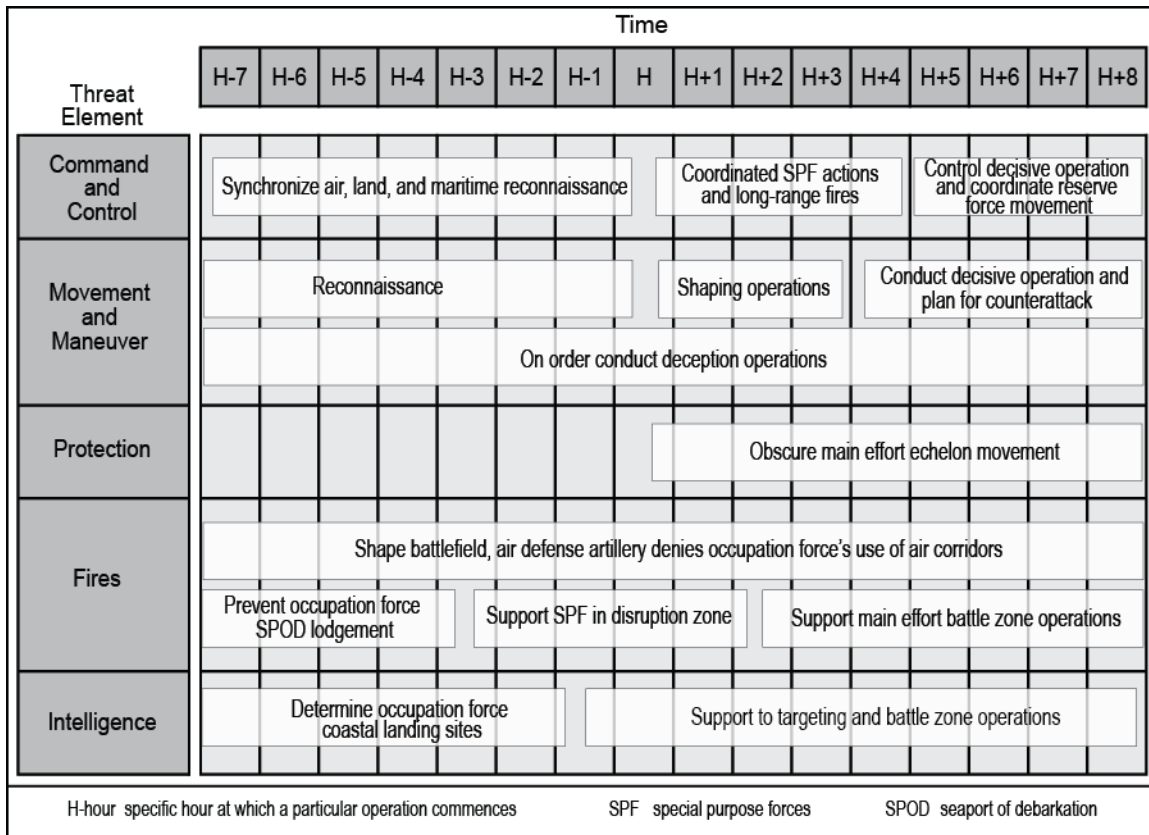 Time
Threat
Element
H-7 H-6 H-5 H-4 H-3 H-2 H-1 H H+1 H+2 H+3 H+4 H+5 H+6 H+7 H+8
Command
and
Control
Synchronize air, land, and maritime reconnaissance
Coordinated SPF actions
and long-range fires
Control decisive operation
and coordinate reserve
force movement
Movement
and
Maneuver
Reconnaissance
Shaping operations
Conduct decisive operation and
plan for counterattack
On order conduct deception operations
Protection
Obscure main effort echelon movement
Fires
Shape battlefield, air defense artillery denies occupation force’s use of air corridors
Prevent occupation force
SPOD lodgement
Support SPF in disruption zone
Support main effort battle zone operations
Intelligence
Determine occupation force
coastal landing sites
Support to targeting and battle zone operations
H-hour specific hour at which a particular operation commences SPF special purpose forces SPOD seaport of debarkation